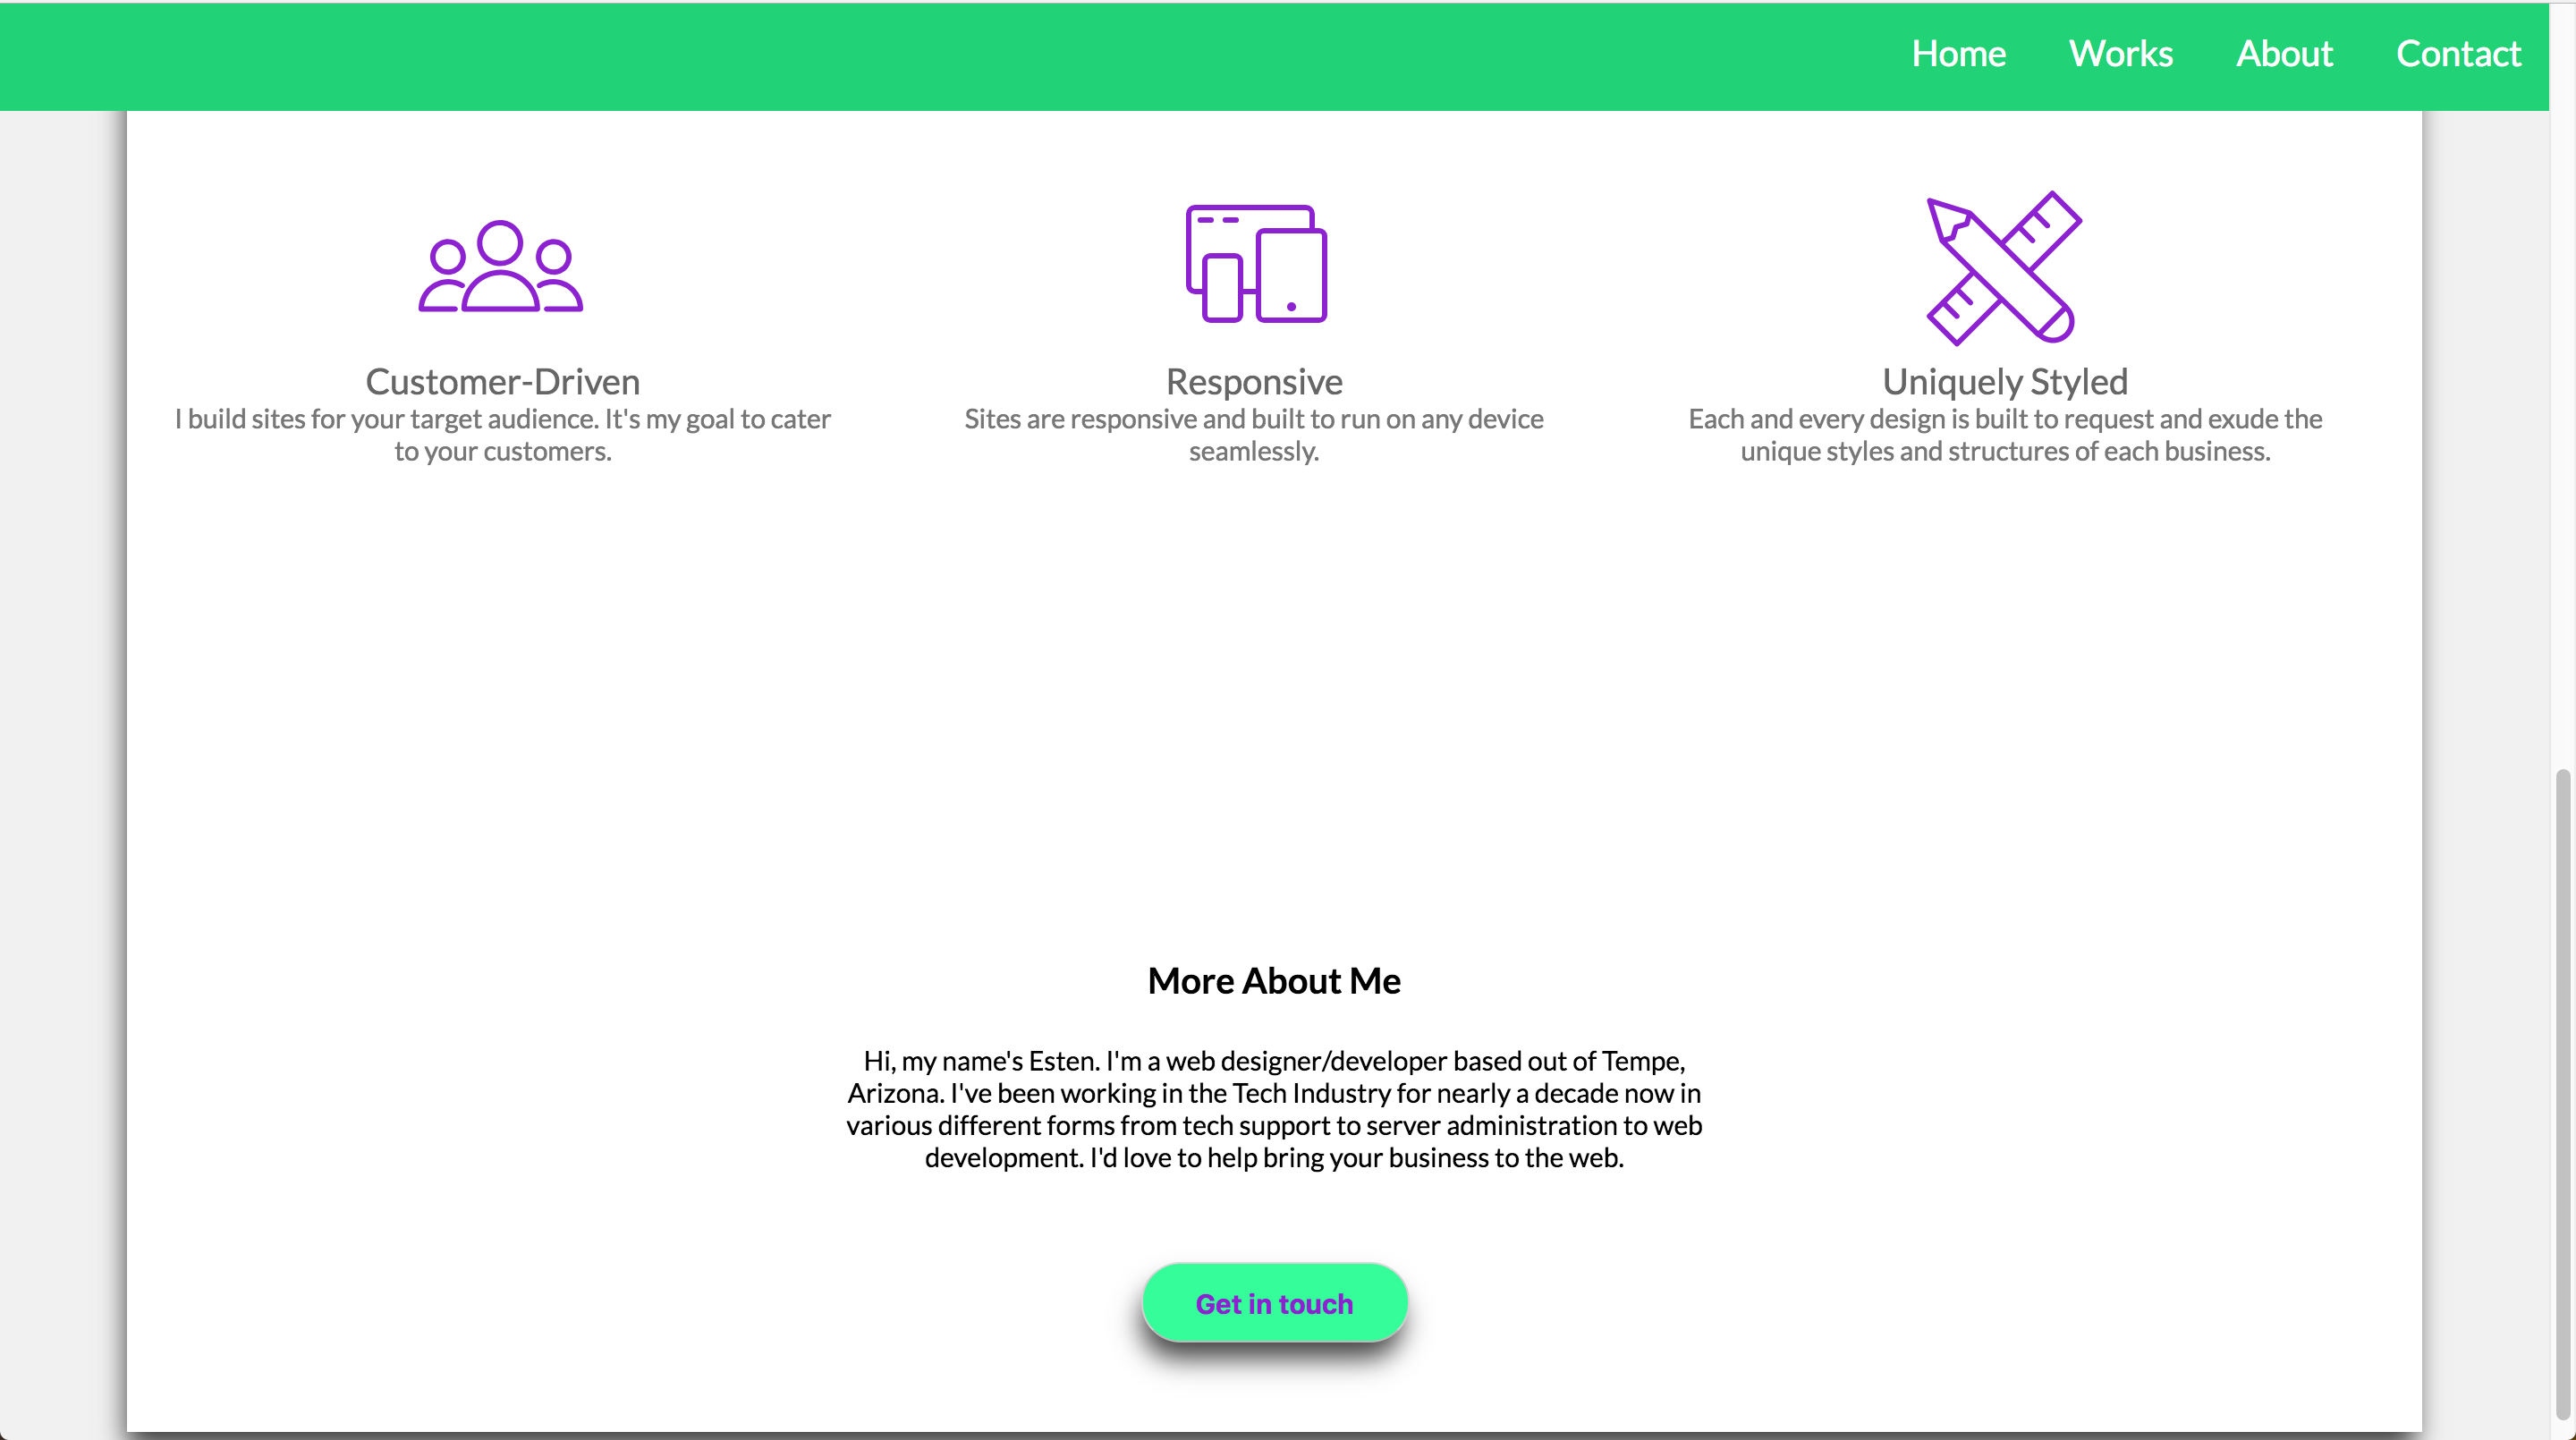 Home Works About Contact
Customer-Driven
I build sites for your target audience. It's my goal to cater
to your customers.
Responsive
Sites are responsive and built to run on any device
seamlessly.
Uniquely Styled
Each and every design is built to request and exude the
unique styles and structures of each business.
More About Me
Hi, my name's Esten. I'm a web designer/developer based out of Tempe,
Arizona. I've been working in the Tech Industry for nearly a decade now in
various different forms from tech support to server administration to web
development. I'd love to help bring your business to the web.
Get in touch